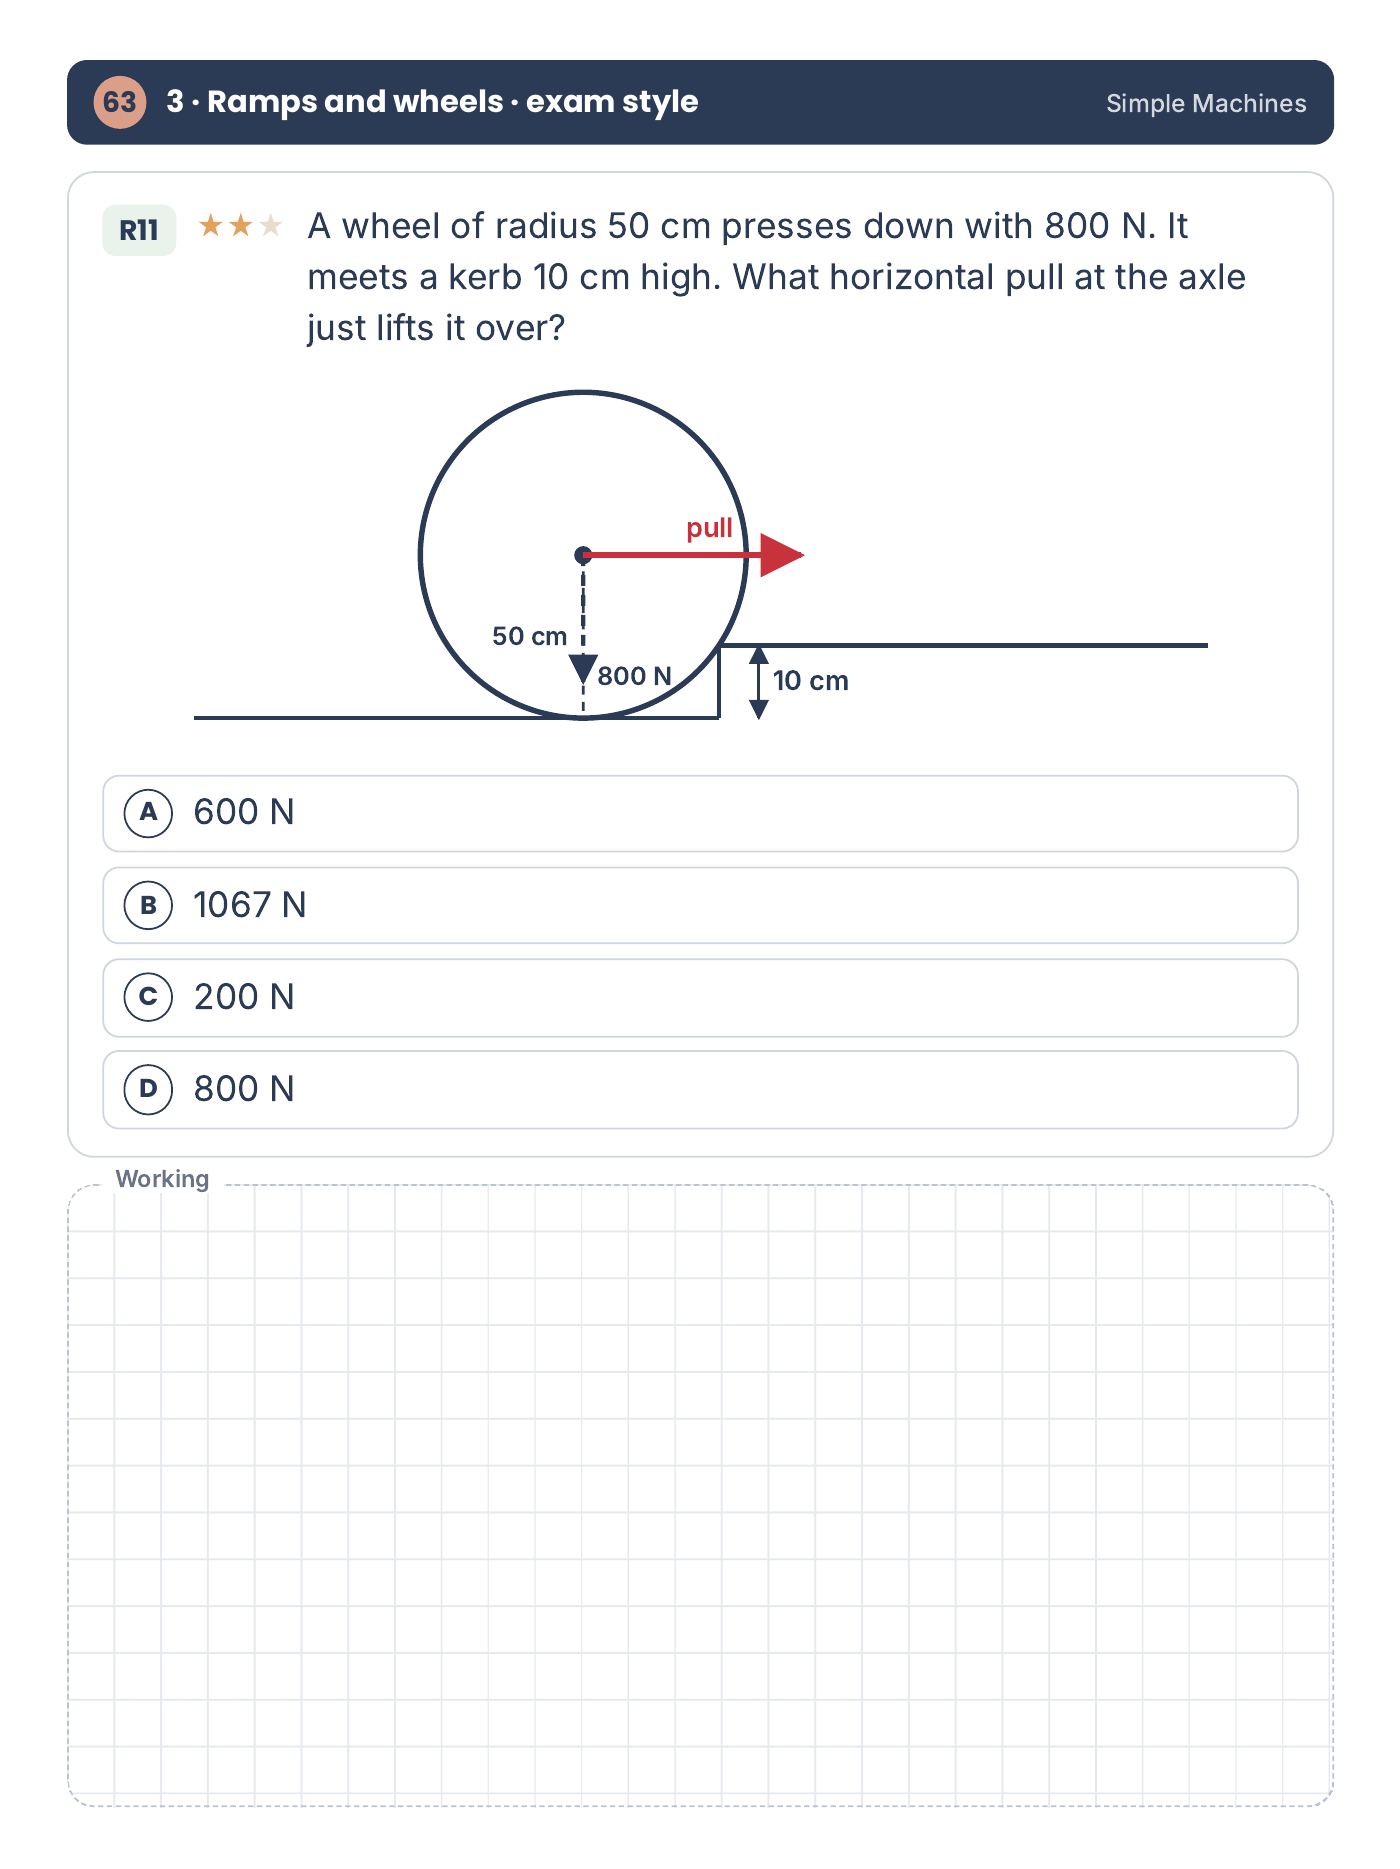 63 3 · Ramps and wheels · exam style Simple Machines
R11 ★★★ A wheel of radius 50 cm presses down with 800 N. It
meets a kerb 10 cm high. What horizontal pull at the axle
just lifts it over?
pull
50 cm
800 N
10 cm
A 600 N
B 1067 N
C 200 N
D 800 N
Working